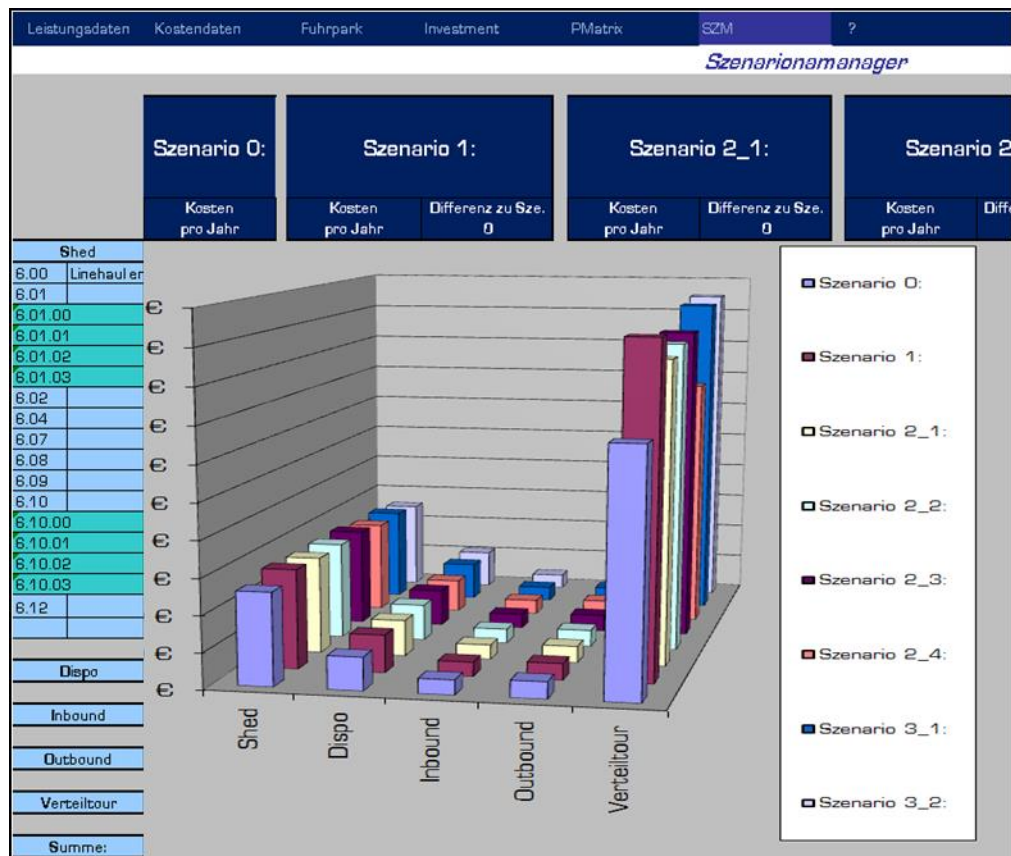 Leistungsdaten Kostendaten Fuhrpark Investment PMatrix SZM ?
Szenarionamanager
Szenario 0: Szenario 1: Szenario 2_1: Szenario 2
Kosten pro Jahr
Kosten pro Jahr
Differenz zu Sze. 0
Kosten pro Jahr
Differenz zu Sze. 0
Kosten pro Jahr
Diffe
Shed
6.00 Linehauler
6.01
6.01.00
6.01.01
6.01.02
6.01.03
6.02
6.04
6.07
6.08
6.09
6.10
6.10.00
6.10.01
6.10.02
6.10.03
6.12
Dispo
Inbound
Outbound
Verteiltour
Summe:
€
€
€
€
€
€
€
€
€
€
€
Shed
Dispo
Inbound
Outbound
Verteiltour
Szenario 0:
Szenario 1:
Szenario 2_1:
Szenario 2_2:
Szenario 2_3:
Szenario 2_4:
Szenario 3_1:
Szenario 3_2: